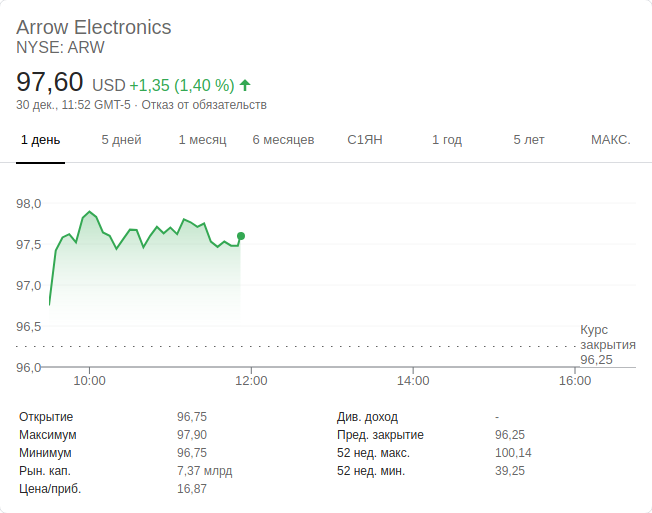 Arrow Electronics
NYSE: ARW
97,60 USD +1,35 (1,40 %)
30 дек., 11:52 GMT-5 · Отказ от обязательств
1 день 5 дней 1 месяц 6 месяцев С1ЯН 1 год 5 лет МАКС.
98,0
97,5
97,0
96,5
96,0
Курс
закрытия
96,25
10:00 12:00 14:00 16:00
Открытие 96,75 Див. доход -
Максимум 97,90 Пред. закрытие 96,25
Минимум 96,75 52 нед. макс. 100,14
Рын. кап. 7,37 млрд 52 нед. мин. 39,25
Цена/приб. 16,87